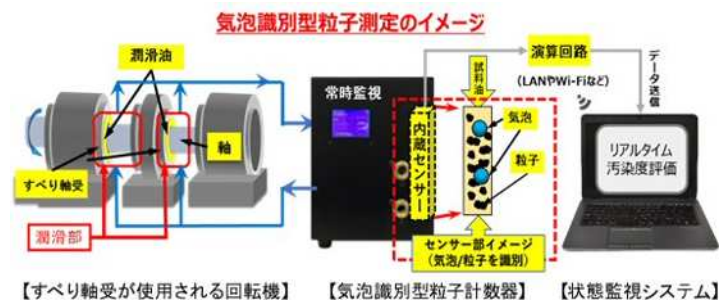 気泡識別型粒子測定のイメージ
潤滑油
軸
すべり軸受
潤滑部
常時監視
内蔵センサー
試料油
気泡
粒子
センサー部イメージ
(気泡/粒子を識別)
演算回路
(LANやWi-Fiなど)
データ送信
リアルタイム
汚染度評価
【すべり軸受が使用される回転機】
【気泡識別型粒子計数器】
【状態監視システム】